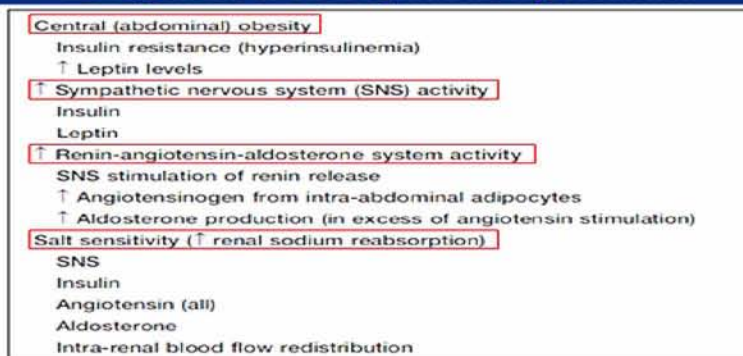 Central (abdominal) obesity
Insulin resistance (hyperinsulinemia)
↑ Leptin levels
↑ Sympathetic nervous system (SNS) activity
Insulin
Leptin
↑ Renin-angiotensin-aldosterone system activity
SNS stimulation of renin release
↑ Angiotensinogen from intra-abdominal adipocytes
↑ Aldosterone production (in excess of angiotensin stimulation)
Salt sensitivity (↑ renal sodium reabsorption)
SNS
Insulin
Angiotensin (all)
Aldosterone
Intra-renal blood flow redistribution